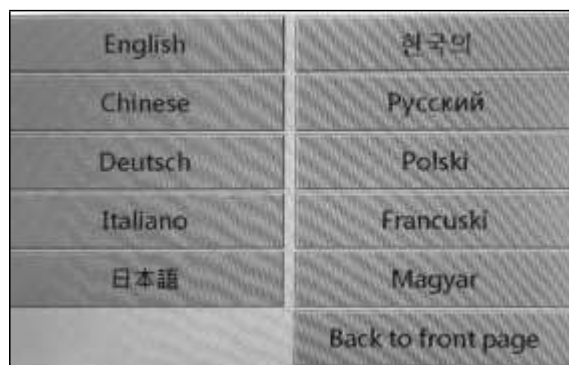 English
한국의
Chinese
Русский
Deutsch
Polski
Italiano
Francuski
日本語
Magyar
Back to front page